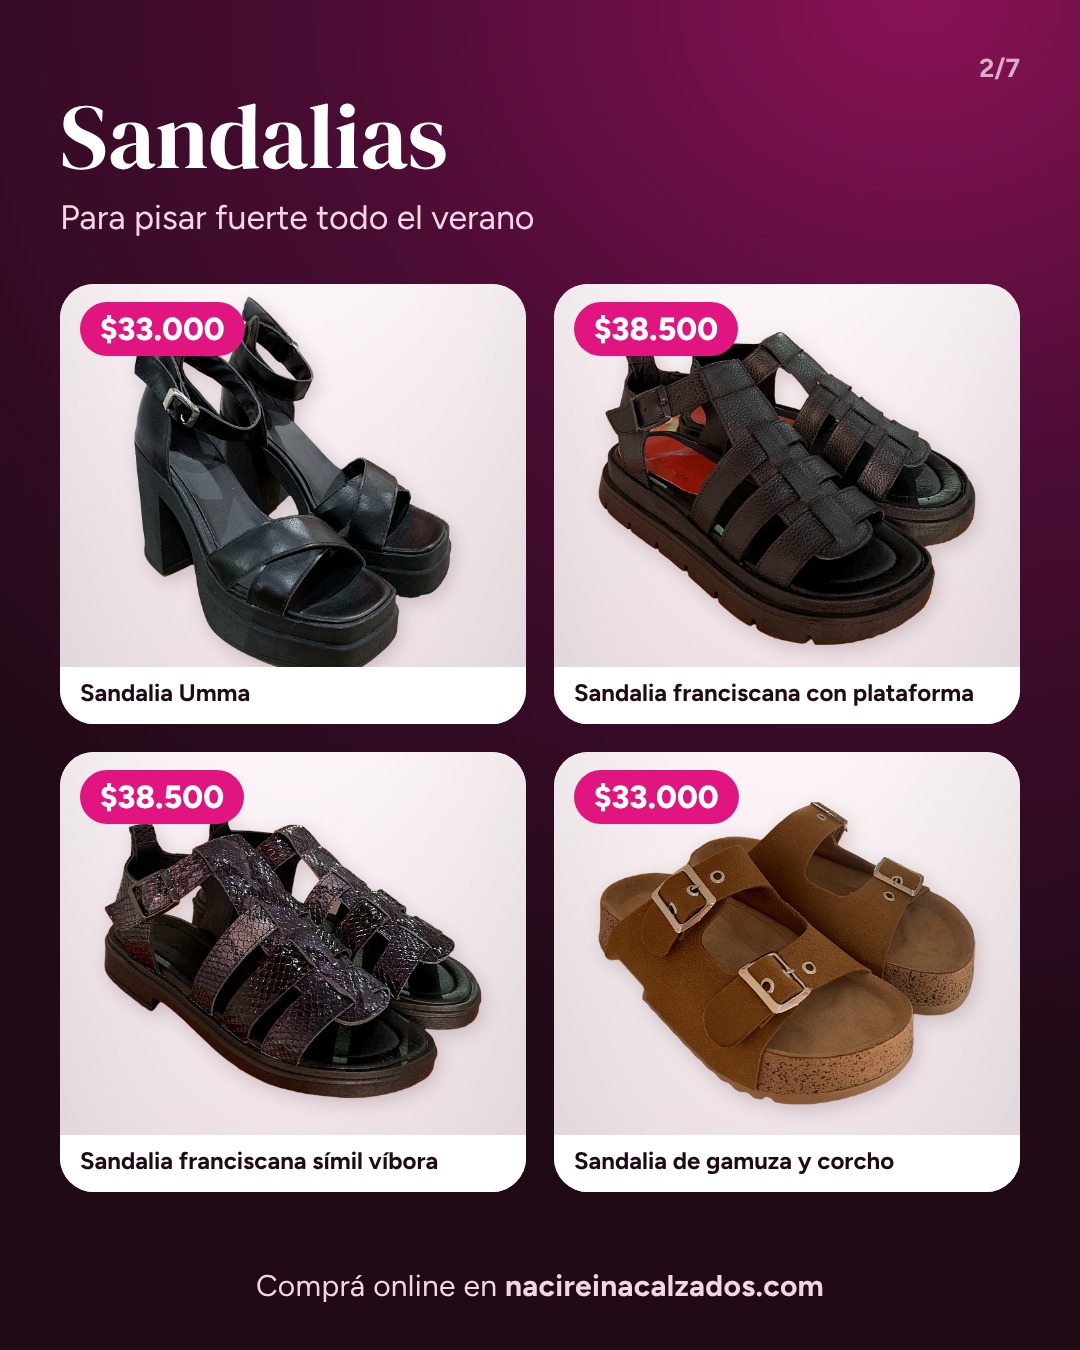 2/7
Sandalias
Para pisar fuerte todo el verano
$33.000
Sandalia Umma
$38.500
Sandalia franciscana con plataforma
$38.500
Sandalia franciscana símil víbora
$33.000
Sandalia de gamuza y corcho
Comprá online en nacireinacalzados.com